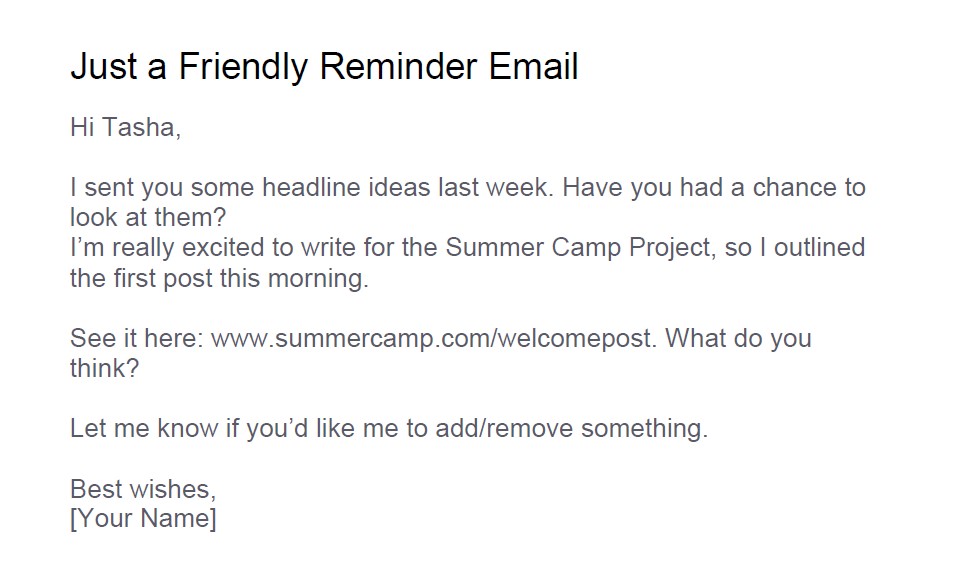 Just a Friendly Reminder Email
Hi Tasha,
I sent you some headline ideas last week. Have you had a chance to
look at them?
I’m really excited to write for the Summer Camp Project, so I outlined
the first post this morning.
See it here: www.summercamp.com/welcomepost. What do you
think?
Let me know if you’d like me to add/remove something.
Best wishes,
[Your Name]